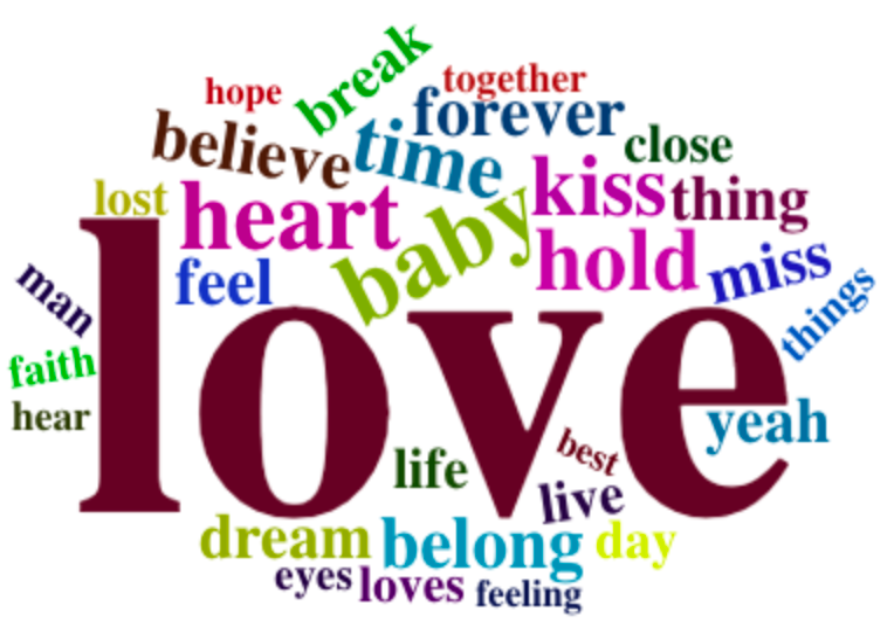 break
together
hope
forever
believe
time
close
lost
heart
baby
kiss
thing
feel
hold
miss
man
things
love
faith
hear
yeah
life
best
live
dream
belong
day
eyes
loves
feeling